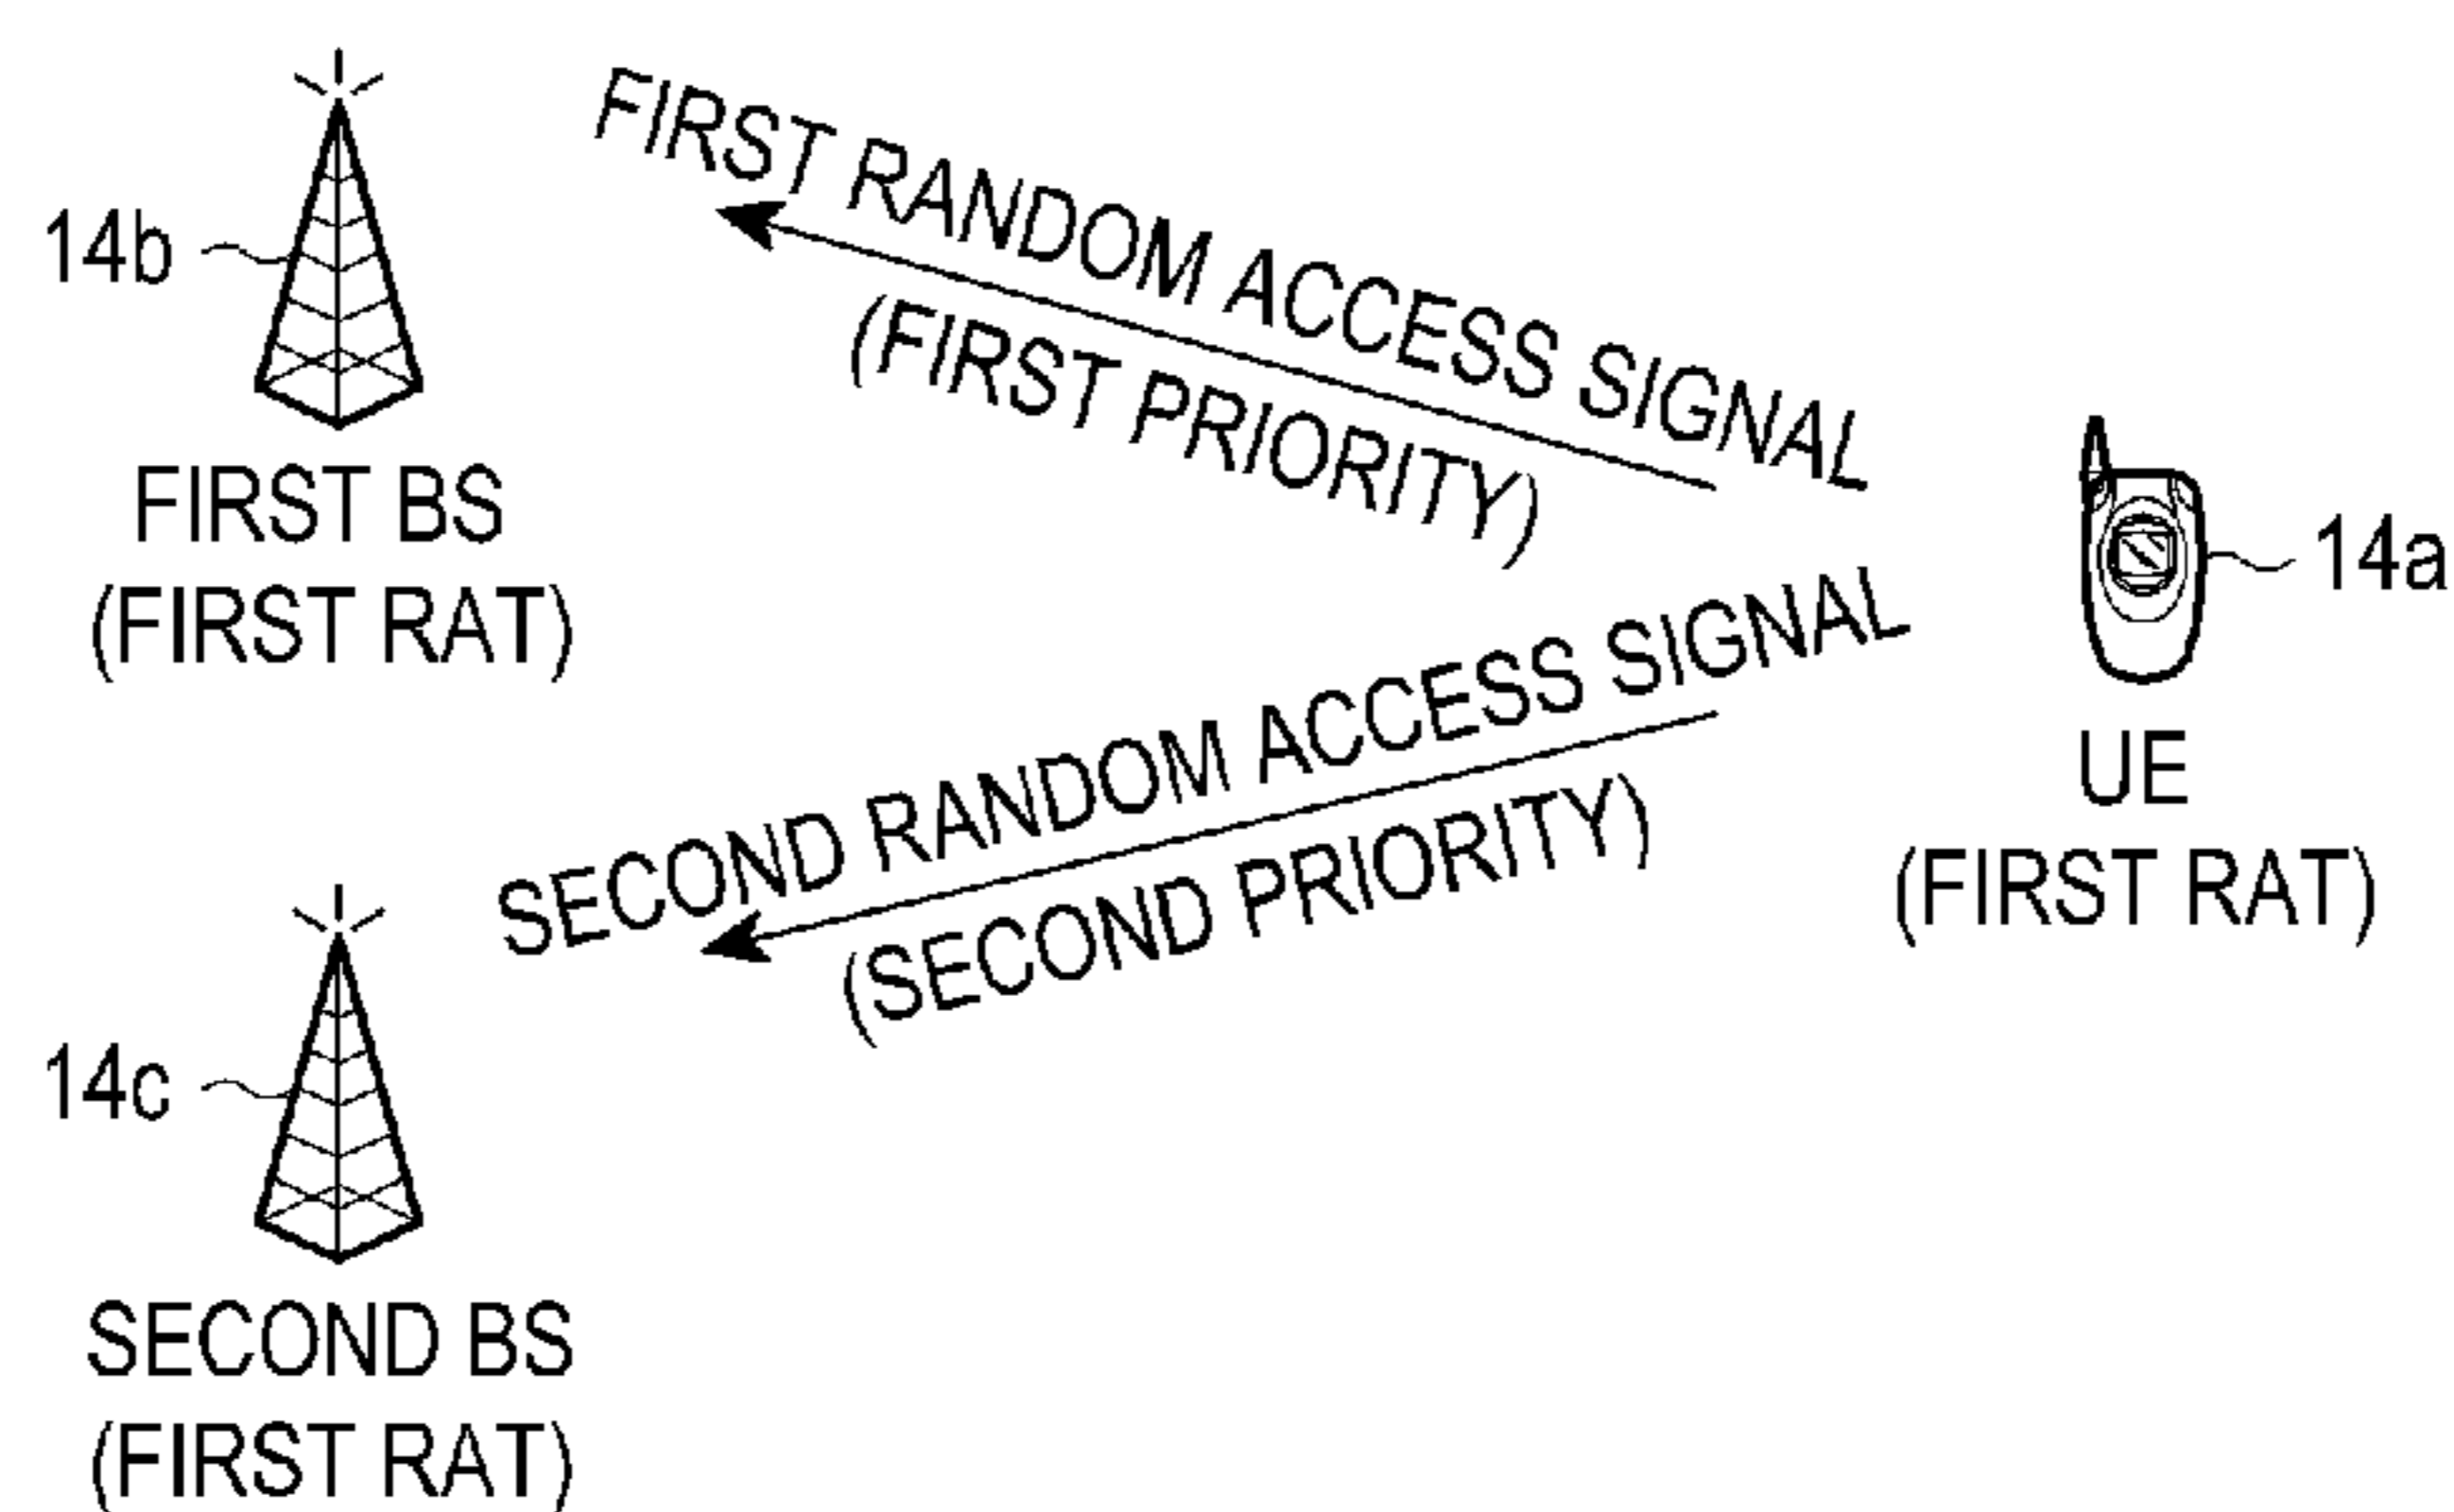 14b
FIRST BS
(FIRST RAT)
FIRST RANDOM ACCESS SIGNAL
(FIRST PRIORITY)
14a
UE
(FIRST RAT)
SECOND RANDOM ACCESS SIGNAL
(SECOND PRIORITY)
14c
SECOND BS
(FIRST RAT)